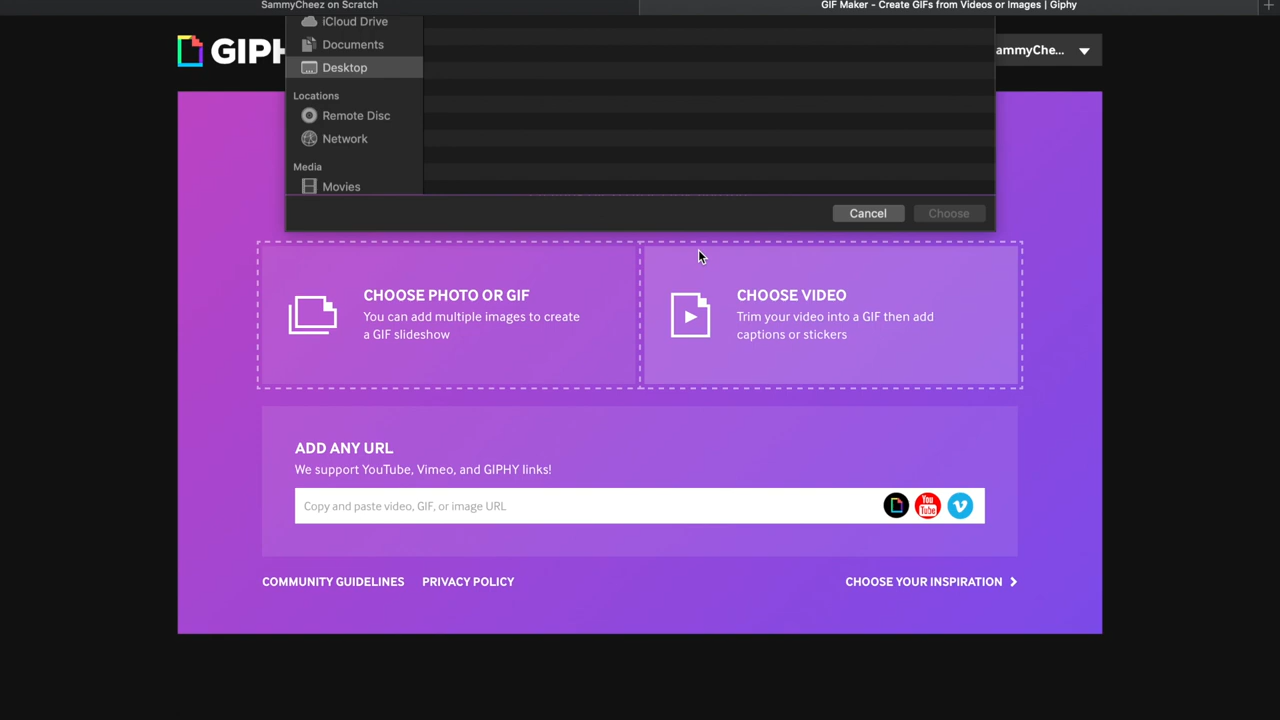 SammyCheez on Scratch
GIF Maker - Create GIFs from Videos or Images | Giphy
iCloud Drive
GIPH
Documents
ammyChe...
Desktop
Locations
Remote Disc
Network
Media
Movies
Cancel
Choose
CHOOSE PHOTO OR GIF
You can add multiple images to create
a GIF slideshow
CHOOSE VIDEO
Trim your video into a GIF then add
captions or stickers
ADD ANY URL
We support YouTube, Vimeo, and GIPHY links!
Copy and paste video, GIF, or image URL
You
Tube
COMMUNITY GUIDELINES
PRIVACY POLICY
CHOOSE YOUR INSPIRATION